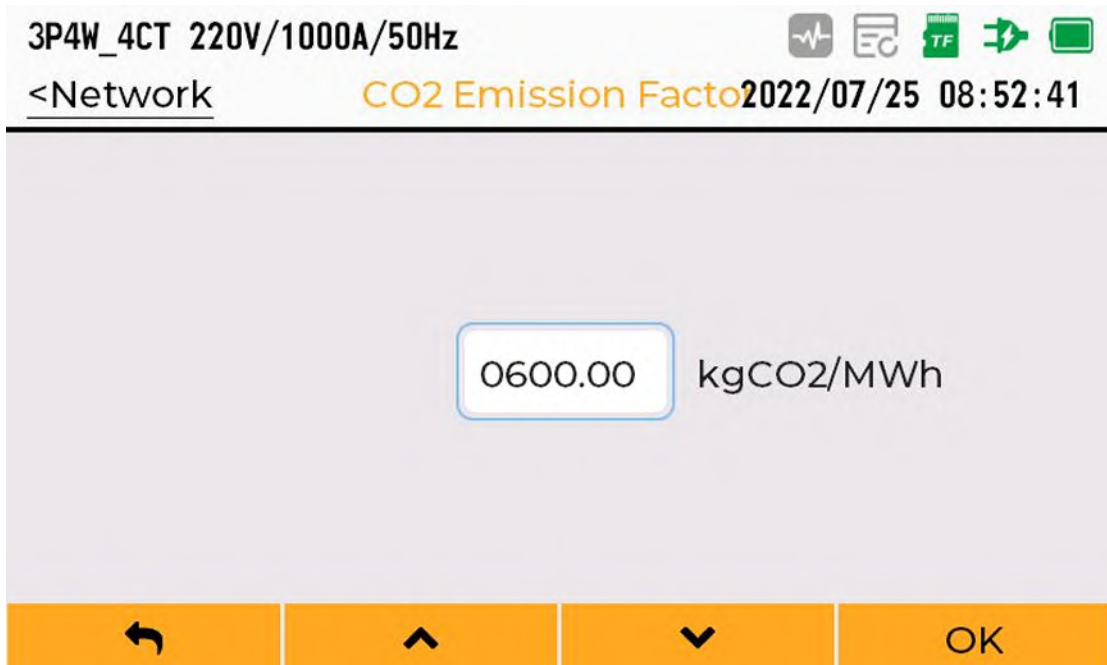 3P4W_4CT 220V/1000A/50Hz
TF
<Network
CO2 Emission Facto
2022/07/25 08:52:41
0600.00 kgCO2/MWh
OK